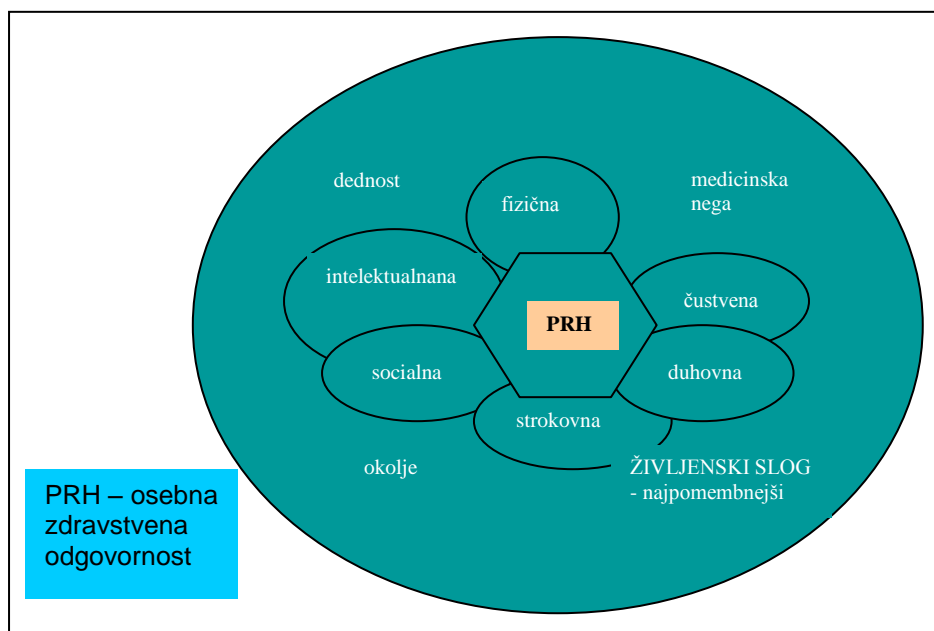 dednost
medicinska
nega
fizična
intelektualnana
čustvena
PRH
socialna
duhovna
strokovna
okolje
ŽIVLJENSKI SLOG
- najpomembnejši
PRH – osebna
zdravstvena
odgovornost